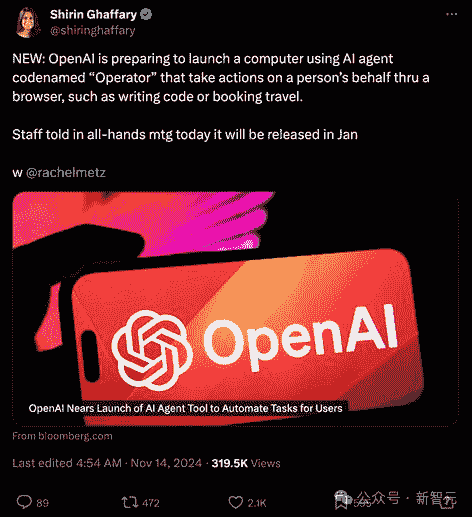 Shirin Ghaffary
@shiringhaffary
NEW: OpenAI is preparing to launch a computer using AI agent
codenamed “Operator” that take actions on a person’s behalf thru a
browser, such as writing code or booking travel.
Staff told in all-hands mtg today it will be released in Jan
w @rachelmetz
OpenAI
OpenAI Nears Launch of AI Agent Tool to Automate Tasks for Users
From bloomberg.com
Last edited 4:54 AM · Nov 14, 2024 · 319.5K Views
89 472 2.1K 595
公众号 · 新智元